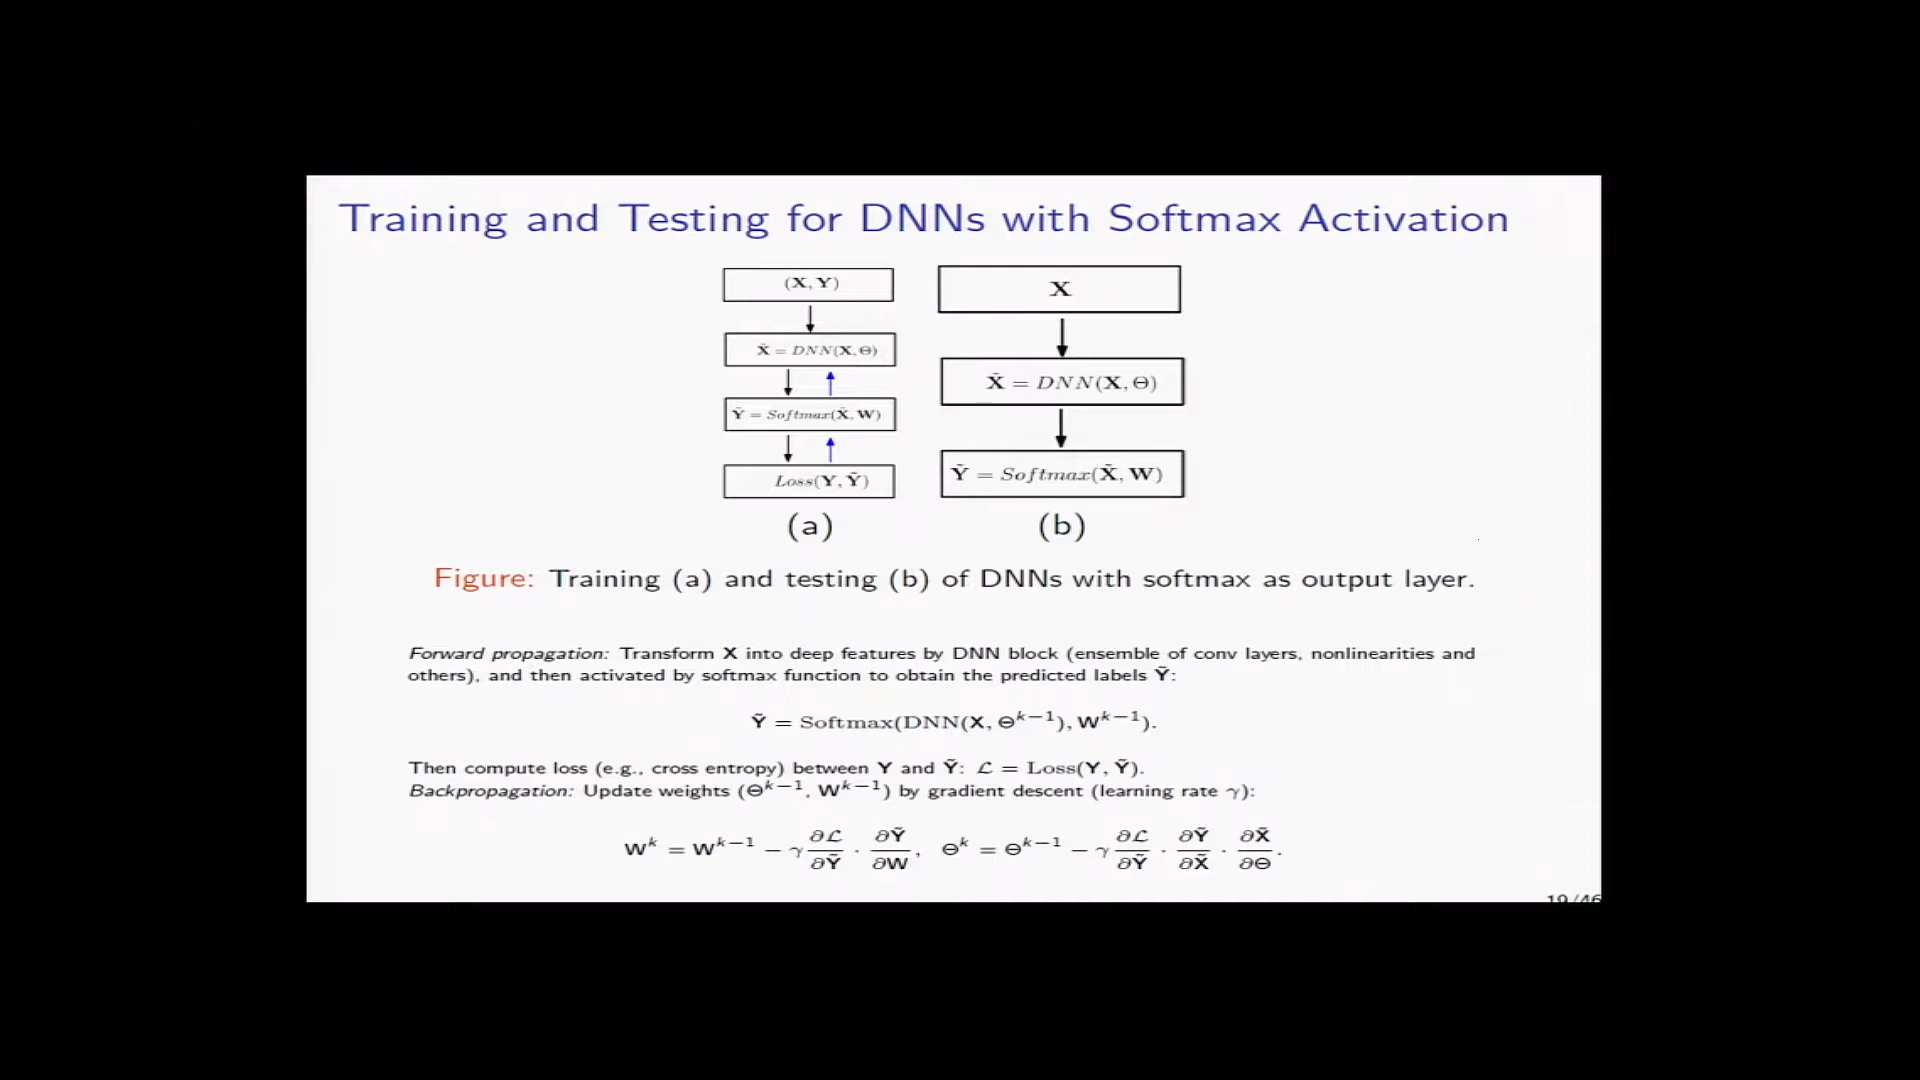 Training and Testing for DNNs with Softmax Activation
(X, Y)
X̃ = DNN(X, Θ)
Ỹ = Softmax(X̃, W)
Loss(Y, Ỹ)
(a)
X
X̃ = DNN(X, Θ)
Ỹ = Softmax(X̃, W)
(b)
Figure: Training (a) and testing (b) of DNNs with softmax as output layer.
Forward propagation: Transform X into deep features by DNN block (ensemble of conv layers, nonlinearities and
others), and then activated by softmax function to obtain the predicted labels Ỹ:
Ỹ = Softmax(DNN(X, Θ^{k−1}), W^{k−1}).
Then compute loss (e.g., cross entropy) between Y and Ỹ: ℒ = Loss(Y, Ỹ).
Backpropagation: Update weights (Θ^{k−1}, W^{k−1}) by gradient descent (learning rate γ):
W^k = W^{k−1} − γ ∂ℒ/∂Ỹ · ∂Ỹ/∂W, Θ^k = Θ^{k−1} − γ ∂ℒ/∂Ỹ · ∂Ỹ/∂X̃ · ∂X̃/∂Θ.
19/46